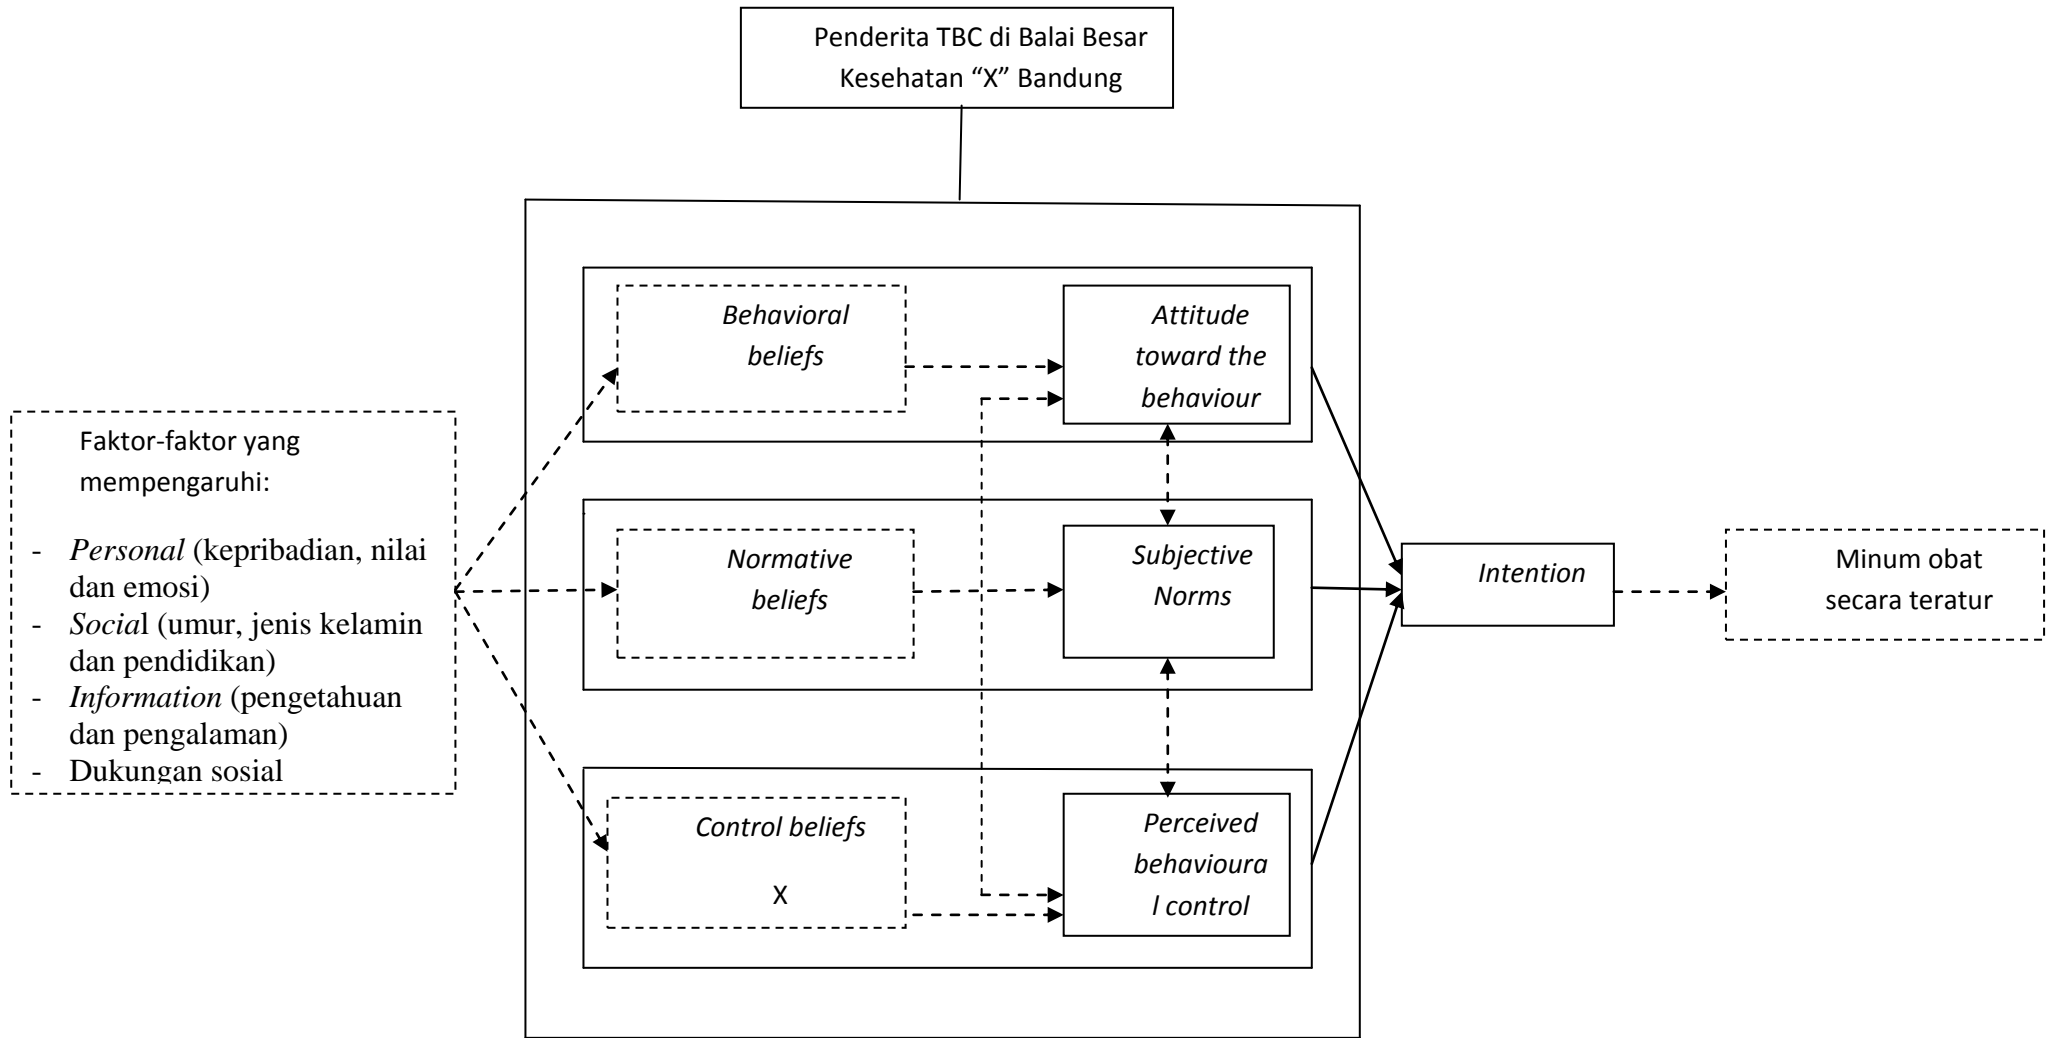 Penderita TBC di Balai Besar
Kesehatan “X” Bandung
Behavioral
beliefs
Attitude
toward the
behaviour
Faktor-faktor yang
mempengaruhi:
- Personal (kepribadian, nilai
dan emosi)
- Social (umur, jenis kelamin
dan pendidikan)
- Information (pengetahuan
dan pengalaman)
- Dukungan sosial
Normative
beliefs
Subjective
Norms
Intention
Minum obat
secara teratur
Control beliefs
X
Perceived
behavioura
l control